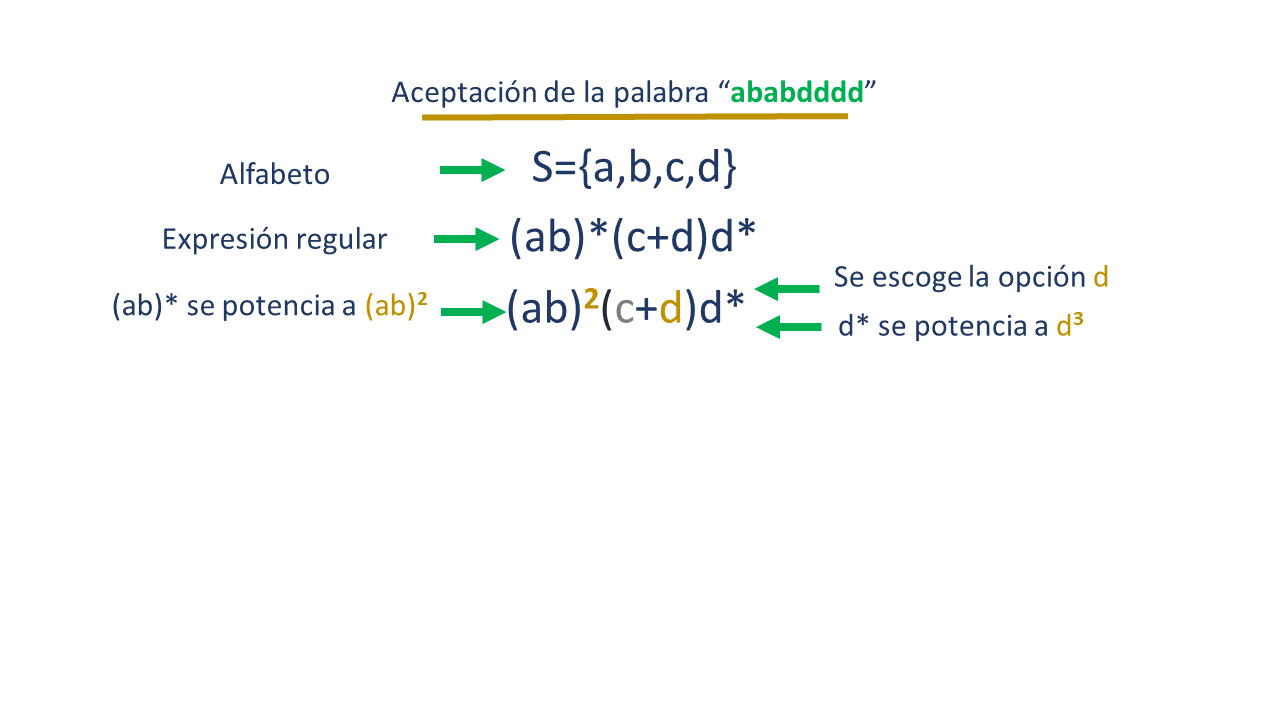 Aceptación de la palabra “ababdddd”
Alfabeto
S={a,b,c,d}
Expresión regular
(ab)*(c+d)d*
(ab)* se potencia a (ab)²
(ab)²(c+d)d*
Se escoge la opción d
d* se potencia a d³